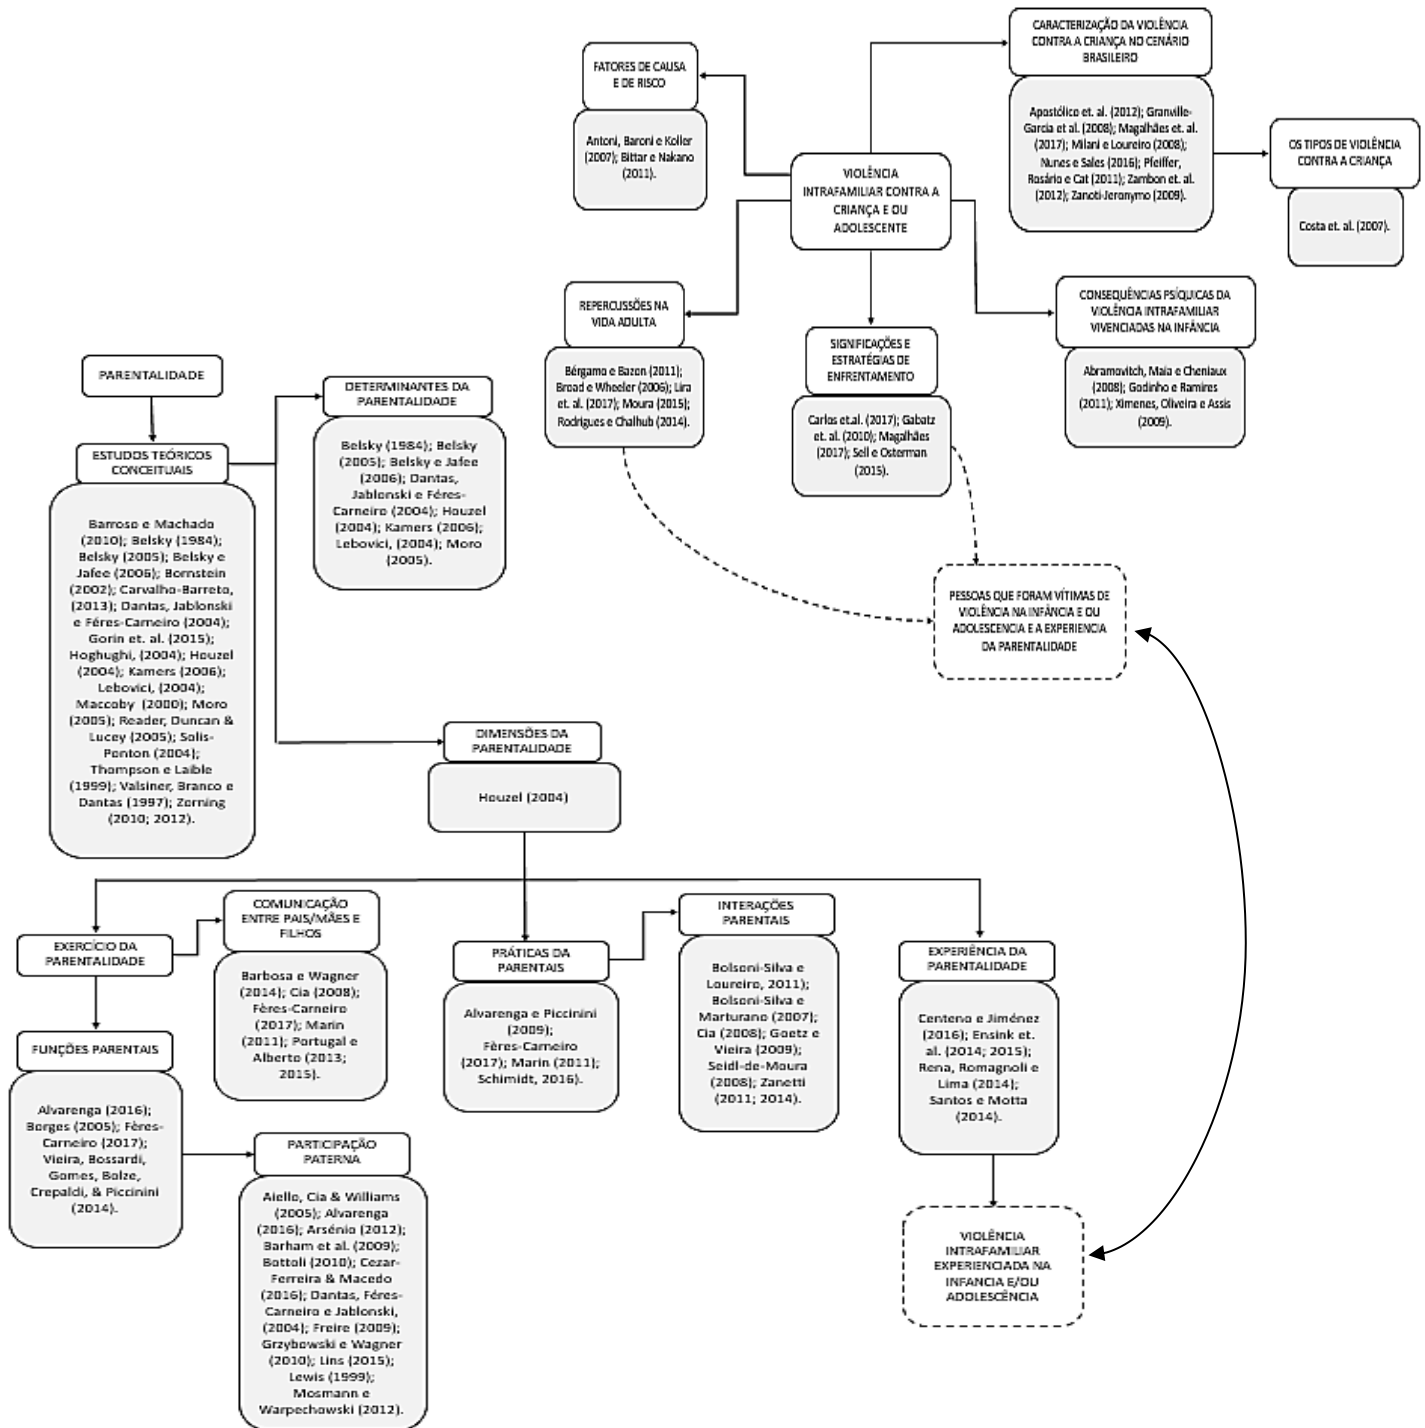 CARACTERIZAÇÃO DA VIOLÊNCIA
CONTRA A CRIANÇA NO CENÁRIO
BRASILEIRO
Apostólico et. al. (2012); Granville-
Garcia et al. (2008); Magalhães et. al.
(2017); Milani e Loureiro (2008);
Nunes e Sales (2016); Pfeiffer,
Rosário e Cat (2011); Zambon et. al.
(2012); Zanoti-Jeronymo (2009).
OS TIPOS DE VIOLÊNCIA
CONTRA A CRIANÇA
Costa et. al. (2007).
FATORES DE CAUSA
E DE RISCO
Antoni, Baroni e Koller
(2007); Bittar e Nakano
(2011).
VIOLÊNCIA
INTRAFAMILIAR CONTRA A
CRIANÇA E OU
ADOLESCENTE
REPERCUSSÕES NA
VIDA ADULTA
Bérgamo e Bazon (2011);
Broad e Wheeler (2006); Lira
et. al. (2017); Moura (2015);
Rodrigues e Chalhub (2014).
SIGNIFICAÇÕES E
ESTRATÉGIAS DE
ENFRENTAMENTO
Carlos et.al. (2017); Gabatz
et. al. (2010); Magalhães
(2017); Sell e Osterman
(2015).
CONSEQUÊNCIAS PSÍQUICAS DA
VIOLÊNCIA INTRAFAMILIAR
VIVENCIADAS NA INFÂNCIA
Abramovitch, Maia e Cheniaux
(2008); Godinho e Ramires
(2011); Ximenes, Oliveira e Assis
(2009).
PESSOAS QUE FORAM VÍTIMAS DE
VIOLÊNCIA NA INFÂNCIA E OU
ADOLESCENCIA E A EXPERIENCIA
DA PARENTALIDADE
PARENTALIDADE
ESTUDOS TEÓRICOS
CONCEITUAIS
Barroso e Machado
(2010); Belsky (1984);
Belsky (2005); Belsky e
Jafee (2006); Bornstein
(2002); Carvalho-Barreto,
(2013); Dantas, Jablonski
e Féres-Carneiro (2004);
Gorin et. al. (2015);
Hoghughi, (2004); Houzel
(2004); Kamers (2006);
Lebovici, (2004);
Maccoby (2000); Moro
(2005); Reader, Duncan &
Lucey (2005); Solis-
Ponton (2004);
Thompson e Laible
(1999); Valsiner, Branco e
Dantas (1997); Zorning
(2010; 2012).
DETERMINANTES DA
PARENTALIDADE
Belsky (1984); Belsky
(2005); Belsky e Jafee
(2006); Dantas,
Jablonski e Féres-
Carneiro (2004); Houzel
(2004); Kamers (2006);
Lebovici, (2004); Moro
(2005).
DIMENSÕES DA
PARENTALIDADE
Houzel (2004)
EXERCÍCIO DA
PARENTALIDADE
COMUNICAÇÃO
ENTRE PAIS/MÃES E
FILHOS
Barbosa e Wagner
(2014); Cia (2008);
Fères-Carneiro
(2017); Marin
(2011); Portugal e
Alberto (2013;
2015).
FUNÇÕES PARENTAIS
Alvarenga (2016);
Borges (2005); Fères-
Carneiro (2017);
Vieira, Bossardi,
Gomes, Bolze,
Crepaldi, & Piccinini
(2014).
PARTICIPAÇÃO
PATERNA
Aiello, Cia & Williams
(2005); Alvarenga
(2016); Arsénio (2012);
Barham et al. (2009);
Bottoli (2010); Cezar-
Ferreira & Macedo
(2016); Dantas, Féres-
Carneiro e Jablonski,
(2004); Freire (2009);
Grzybowski e Wagner
(2010); Lins (2015);
Lewis (1999);
Mosmann e
Warpechowski (2012).
PRÁTICAS DA
PARENTAIS
Alvarenga e Piccinini
(2009);
Fères-Carneiro
(2017); Marin (2011);
Schimidt, 2016).
INTERAÇÕES
PARENTAIS
Bolsoni-Silva e
Loureiro, 2011);
Bolsoni-Silva e
Marturano (2007);
Cia (2008); Goetz e
Vieira (2009);
Seidl-de-Moura
(2008); Zanetti
(2011; 2014).
EXPERIÊNCIA DA
PARENTALIDADE
Centeno e Jiménez
(2016); Ensink et.
al. (2014; 2015);
Rena, Romagnoli e
Lima (2014);
Santos e Motta
(2014).
VIOLÊNCIA
INTRAFAMILIAR
EXPERIENCIADA NA
INFANCIA E/OU
ADOLESCÊNCIA